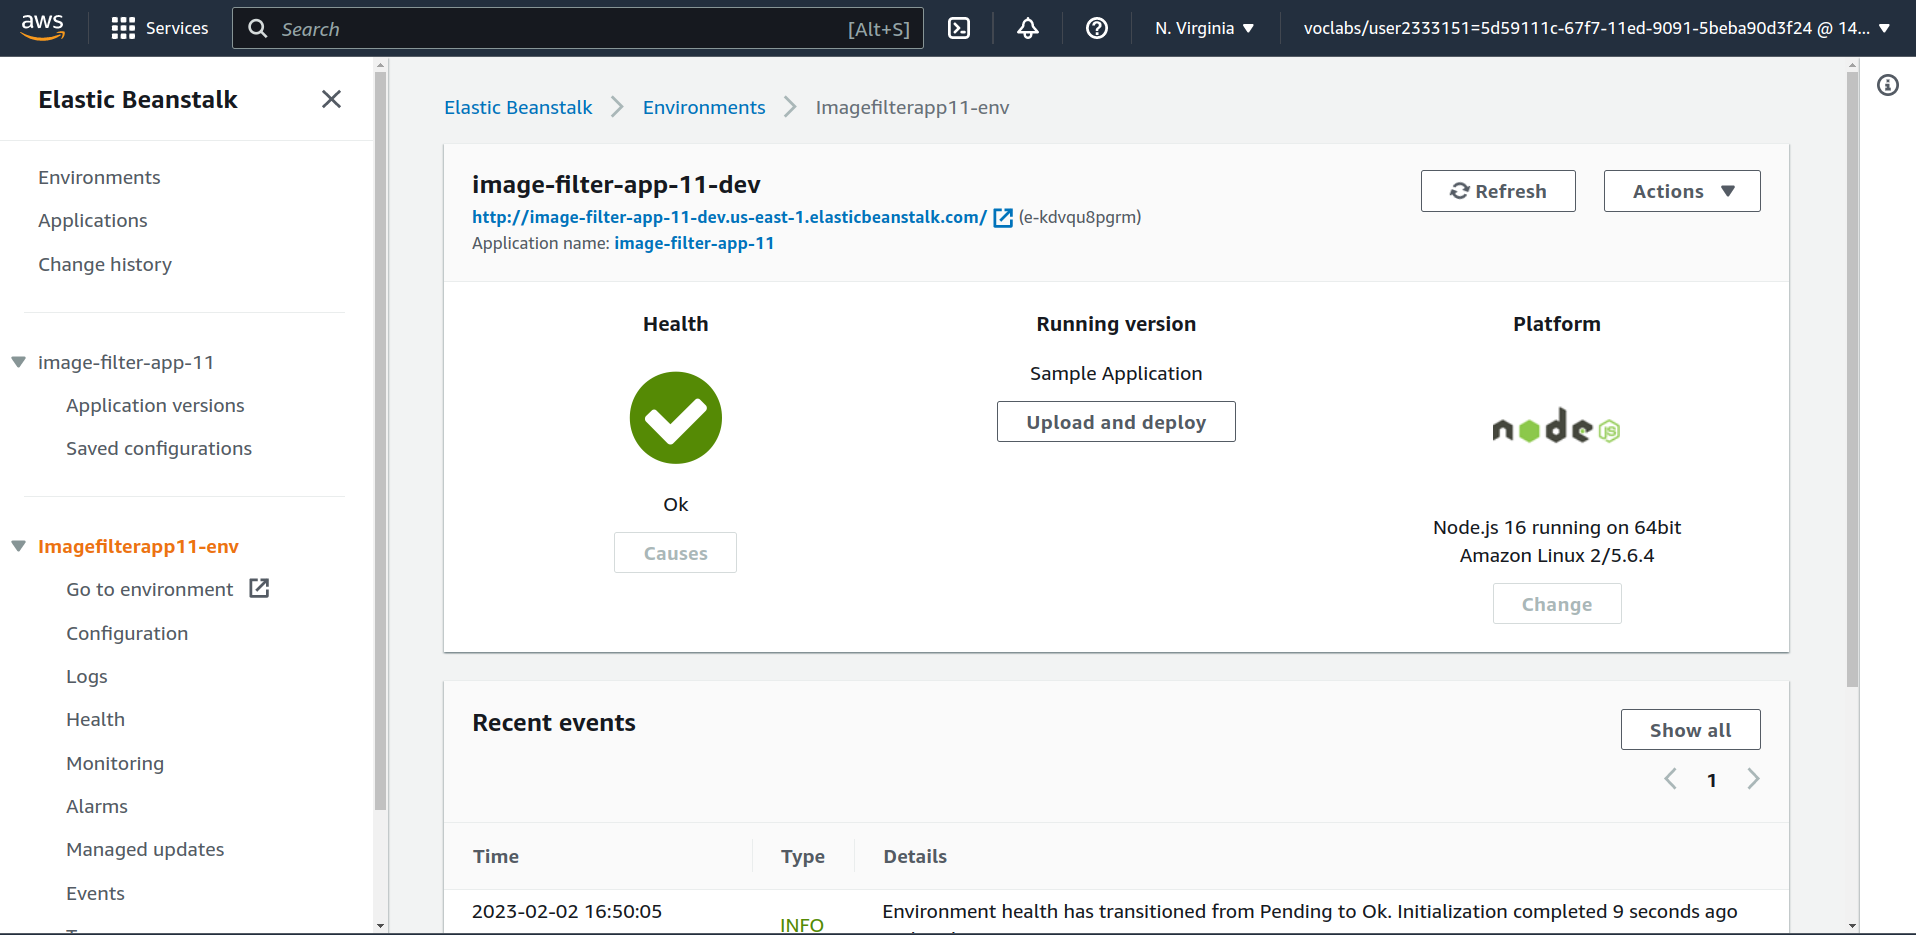 aws Services Search [Alt+S] N. Virginia voclabs/user2333151=5d59111c-67f7-11ed-9091-5beba90d3f24 @ 14...
Elastic Beanstalk
Environments
Applications
Change history
image-filter-app-11
Application versions
Saved configurations
Imagefilterapp11-env
Go to environment
Configuration
Logs
Health
Monitoring
Alarms
Managed updates
Events
Elastic Beanstalk Environments Imagefilterapp11-env
image-filter-app-11-dev
http://image-filter-app-11-dev.us-east-1.elasticbeanstalk.com/ (e-kdvqu8pgrm)
Application name: image-filter-app-11
Refresh Actions
Health
Ok
Causes
Running version
Sample Application
Upload and deploy
Platform
node JS
Node.js 16 running on 64bit
Amazon Linux 2/5.6.4
Change
Recent events
Show all
1
Time Type Details
2023-02-02 16:50:05 INFO Environment health has transitioned from Pending to Ok. Initialization completed 9 seconds ago